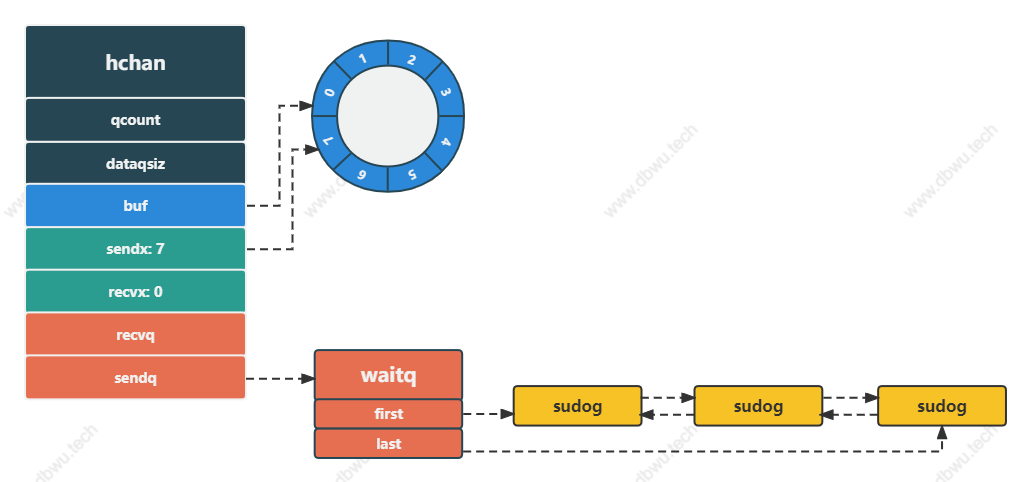 hchan
qcount
dataqsiz
buf
sendx: 7
recvx: 0
recvq
sendq
0
1
2
3
4
5
6
7
waitq
first
last
sudog
sudog
sudog
www.dbwu.tech
www.dbwu.tech
www.dbwu.tech
dbwu.tech
dbwu.tech
dbwu.tech
dbwu.tech